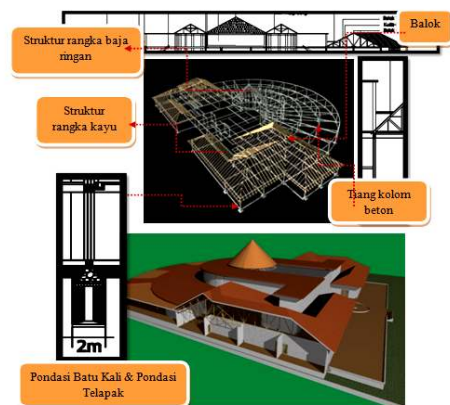 Balok
Struktur rangka baja
ringan
Struktur
rangka kayu
Tiang kolom
beton
2m
Pondasi Batu Kali & Pondasi
Telapak